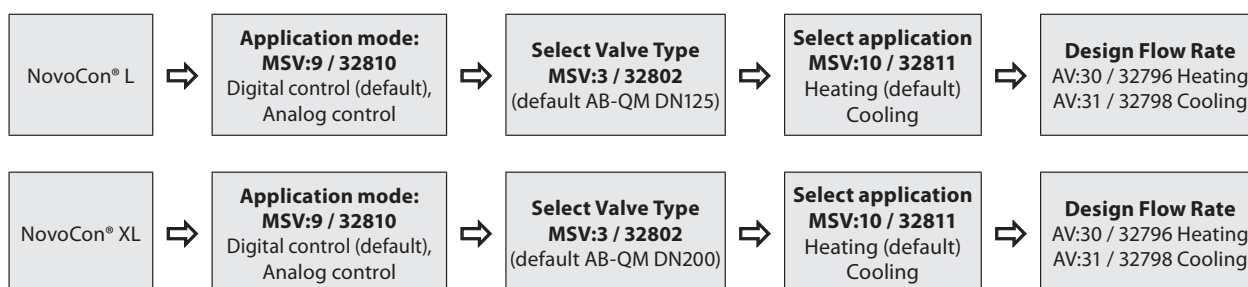 NovoCon® L
Application mode:
MSV:9 / 32810
Digital control (default),
Analog control
Select Valve Type
MSV:3 / 32802
(default AB-QM DN125)
Select application
MSV:10 / 32811
Heating (default)
Cooling
Design Flow Rate
AV:30 / 32796 Heating
AV:31 / 32798 Cooling
NovoCon® XL
Application mode:
MSV:9 / 32810
Digital control (default),
Analog control
Select Valve Type
MSV:3 / 32802
(default AB-QM DN200)
Select application
MSV:10 / 32811
Heating (default)
Cooling
Design Flow Rate
AV:30 / 32796 Heating
AV:31 / 32798 Cooling